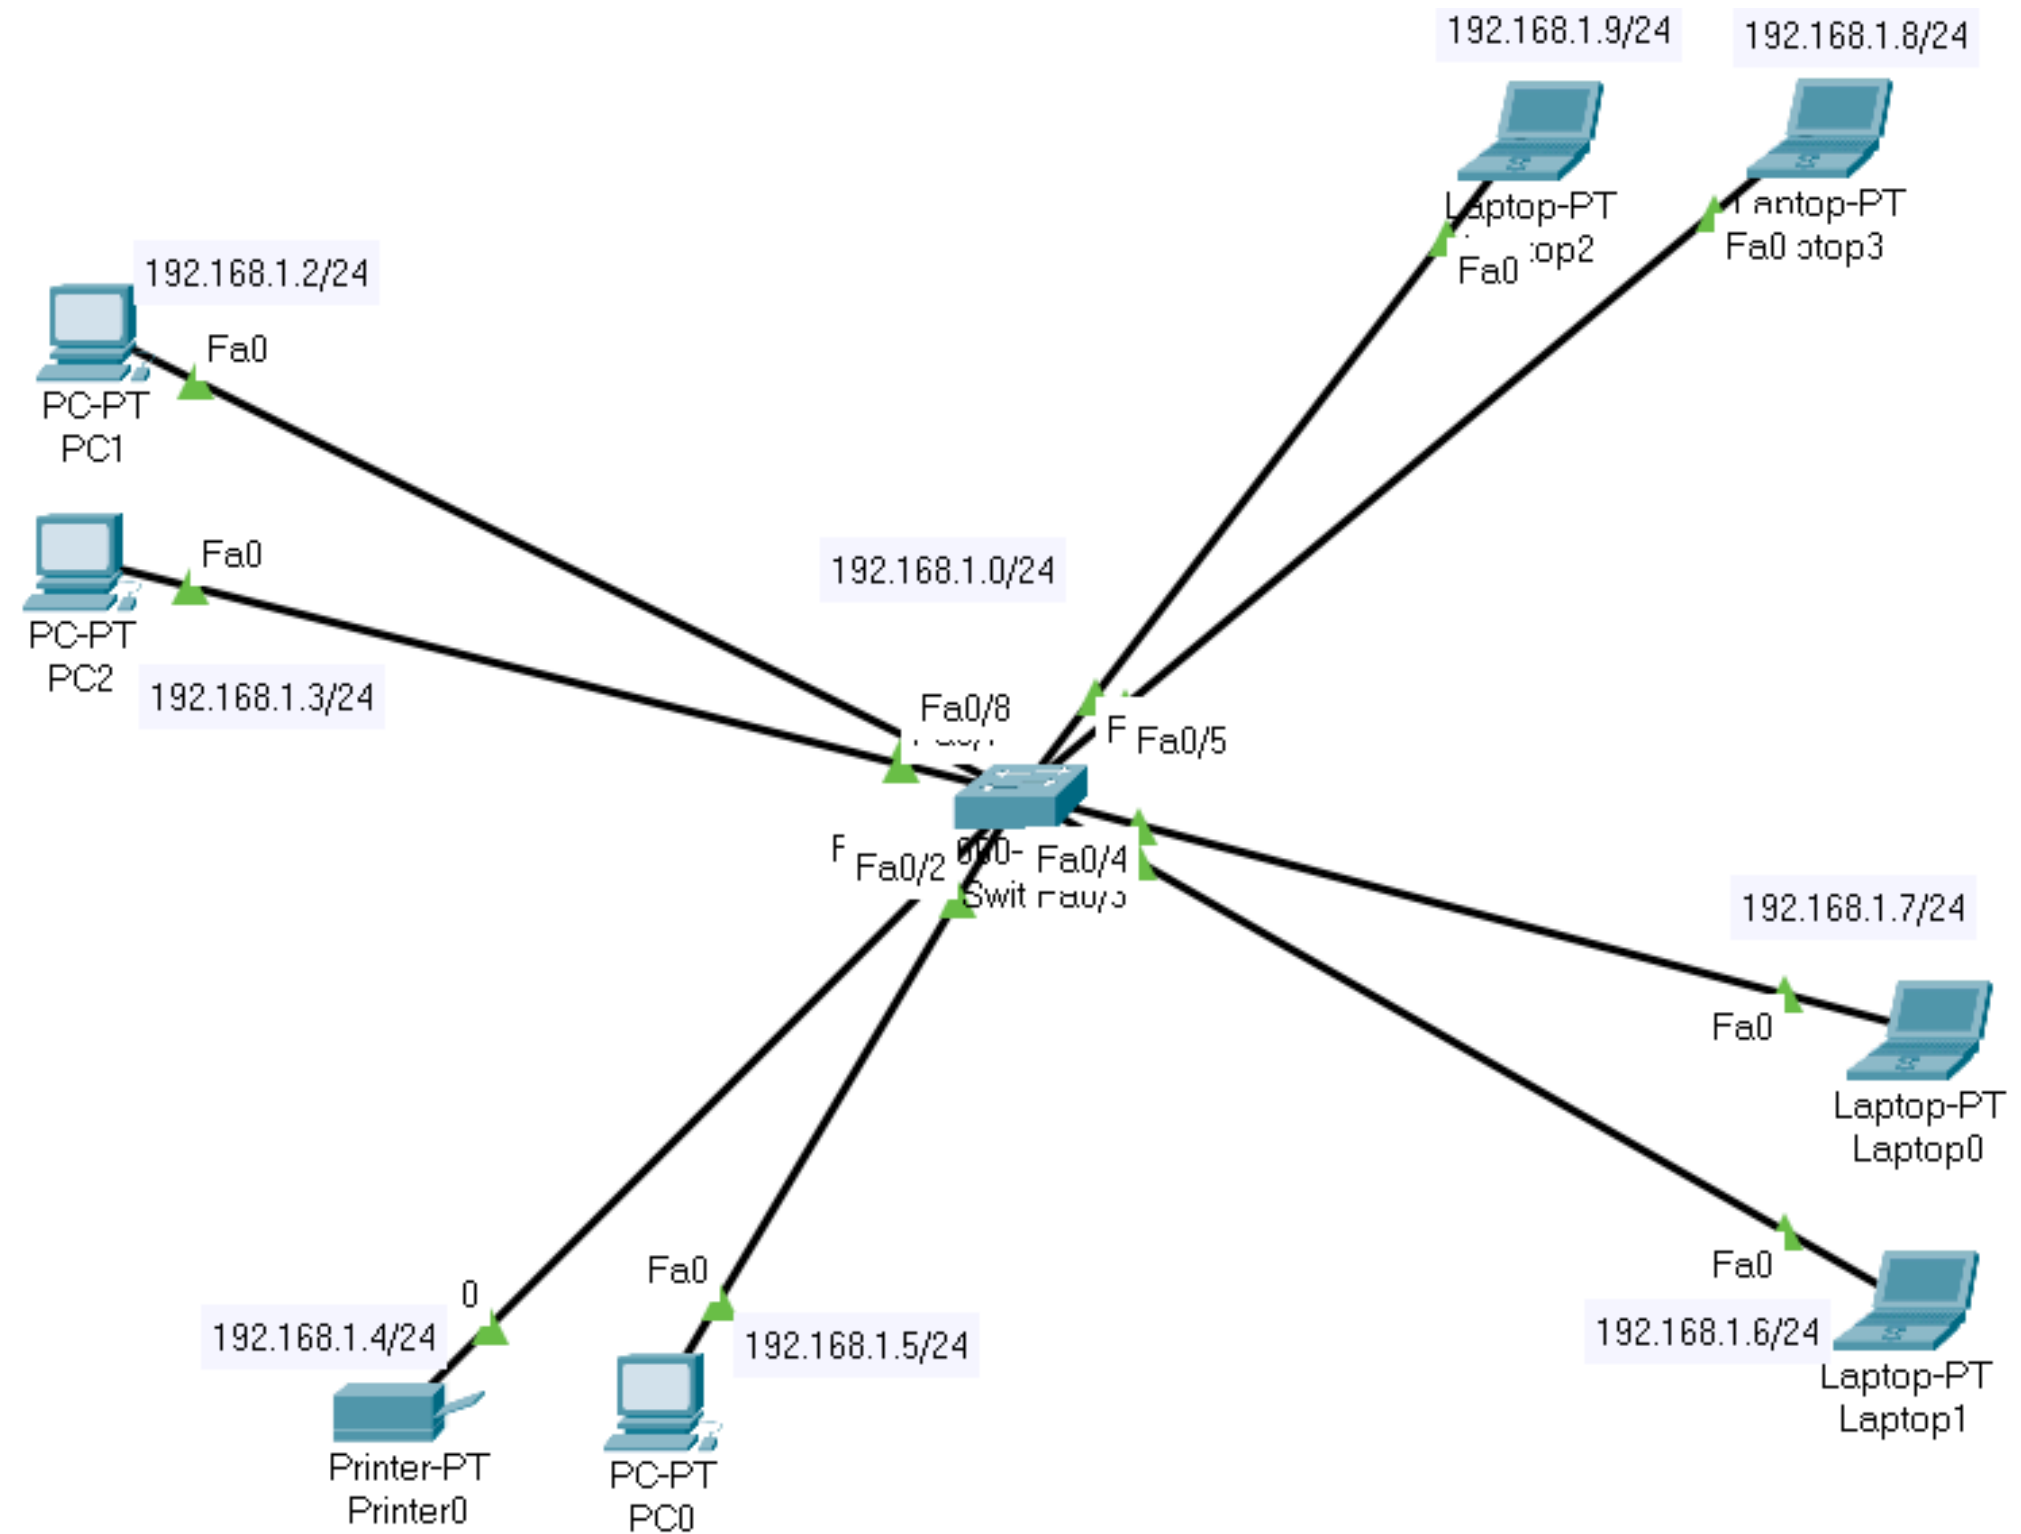 192.168.1.9/24
192.168.1.8/24
Laptop-PT
Fa0
Fa0
192.168.1.2/24
Fa0
PC-PT
PC1
Fa0
PC-PT
PC2
192.168.1.3/24
192.168.1.0/24
Fa0/8
Fa0/5
Fa0/2
Fa0/4
192.168.1.7/24
Fa0
Laptop-PT
Laptop0
Fa0
192.168.1.6/24
Laptop-PT
Laptop1
0
192.168.1.4/24
Printer-PT
Printer0
Fa0
192.168.1.5/24
PC-PT
PC0